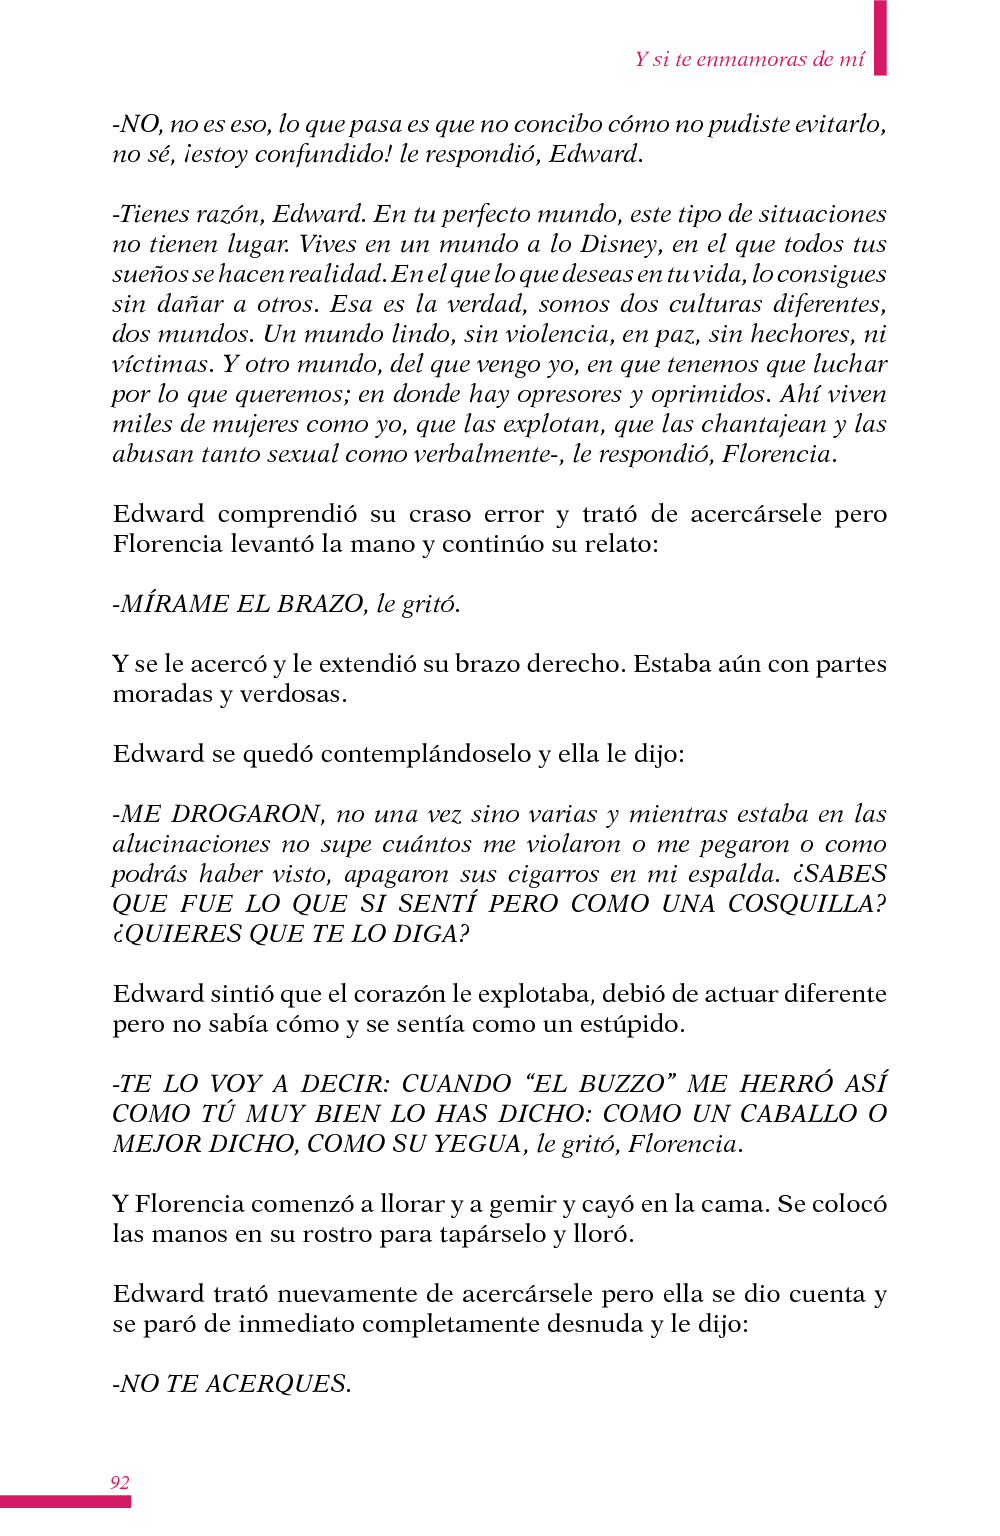 Y si te enmamoras de mí
-NO, no es eso, lo que pasa es que no concibo cómo no pudiste evitarlo,
no sé, ¡estoy confundido! le respondió, Edward.
-Tienes razón, Edward. En tu perfecto mundo, este tipo de situaciones
no tienen lugar. Vives en un mundo a lo Disney, en el que todos tus
sueños se hacen realidad. En el que lo que deseas en tu vida, lo consigues
sin dañar a otros. Esa es la verdad, somos dos culturas diferentes,
dos mundos. Un mundo lindo, sin violencia, en paz, sin hechores, ni
víctimas. Y otro mundo, del que vengo yo, en que tenemos que luchar
por lo que queremos; en donde hay opresores y oprimidos. Ahí viven
miles de mujeres como yo, que las explotan, que las chantajean y las
abusan tanto sexual como verbalmente-, le respondió, Florencia.
Edward comprendió su craso error y trató de acercársele pero
Florencia levantó la mano y continúo su relato:
-MÍRAME EL BRAZO, le gritó.
Y se le acercó y le extendió su brazo derecho. Estaba aún con partes
moradas y verdosas.
Edward se quedó contemplándoselo y ella le dijo:
-ME DROGARON, no una vez sino varias y mientras estaba en las
alucinaciones no supe cuántos me violaron o me pegaron o como
podrás haber visto, apagaron sus cigarros en mi espalda. ¿SABES
QUE FUE LO QUE SI SENTÍ PERO COMO UNA COSQUILLA?
¿QUIERES QUE TE LO DIGA?
Edward sintió que el corazón le explotaba, debió de actuar diferente
pero no sabía cómo y se sentía como un estúpido.
-TE LO VOY A DECIR: CUANDO “EL BUZZO” ME HERRÓ ASÍ
COMO TÚ MUY BIEN LO HAS DICHO: COMO UN CABALLO O
MEJOR DICHO, COMO SU YEGUA, le gritó, Florencia.
Y Florencia comenzó a llorar y a gemir y cayó en la cama. Se colocó
las manos en su rostro para tapárselo y lloró.
Edward trató nuevamente de acercársele pero ella se dio cuenta y
se paró de inmediato completamente desnuda y le dijo:
-NO TE ACERQUES.
92